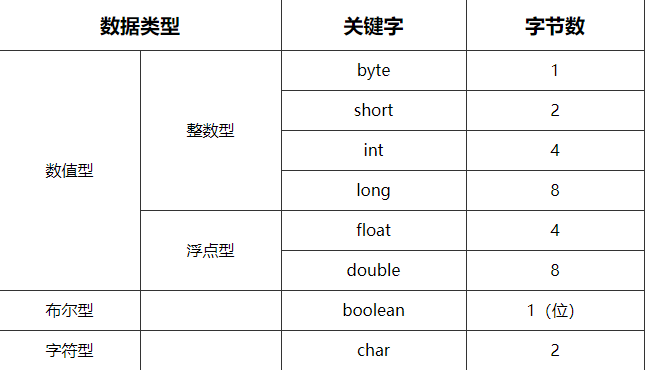 数据类型 关键字 字节数
byte 1
short 2
整数型
int 4
数值型
long 8
float 4
浮点型
double 8
布尔型 boolean 1（位）
字符型 char 2